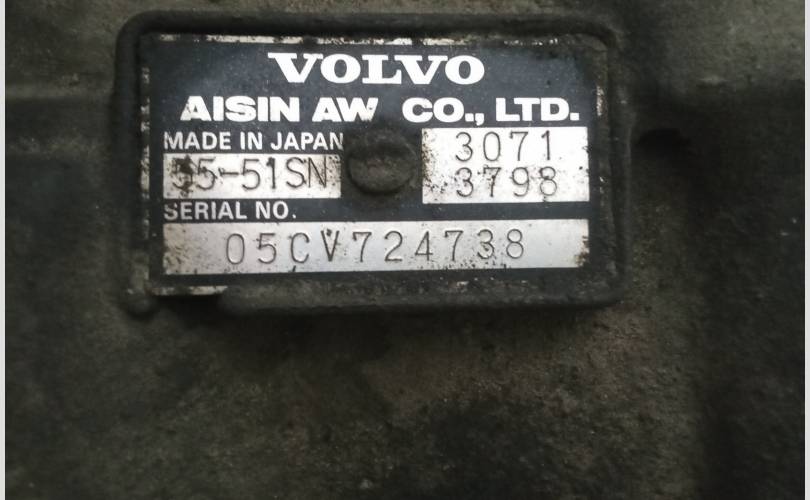 VOLVO
AISIN AW CO., LTD.
MADE IN JAPAN
55-51SN
3071
3798
SERIAL NO.
05CV724738